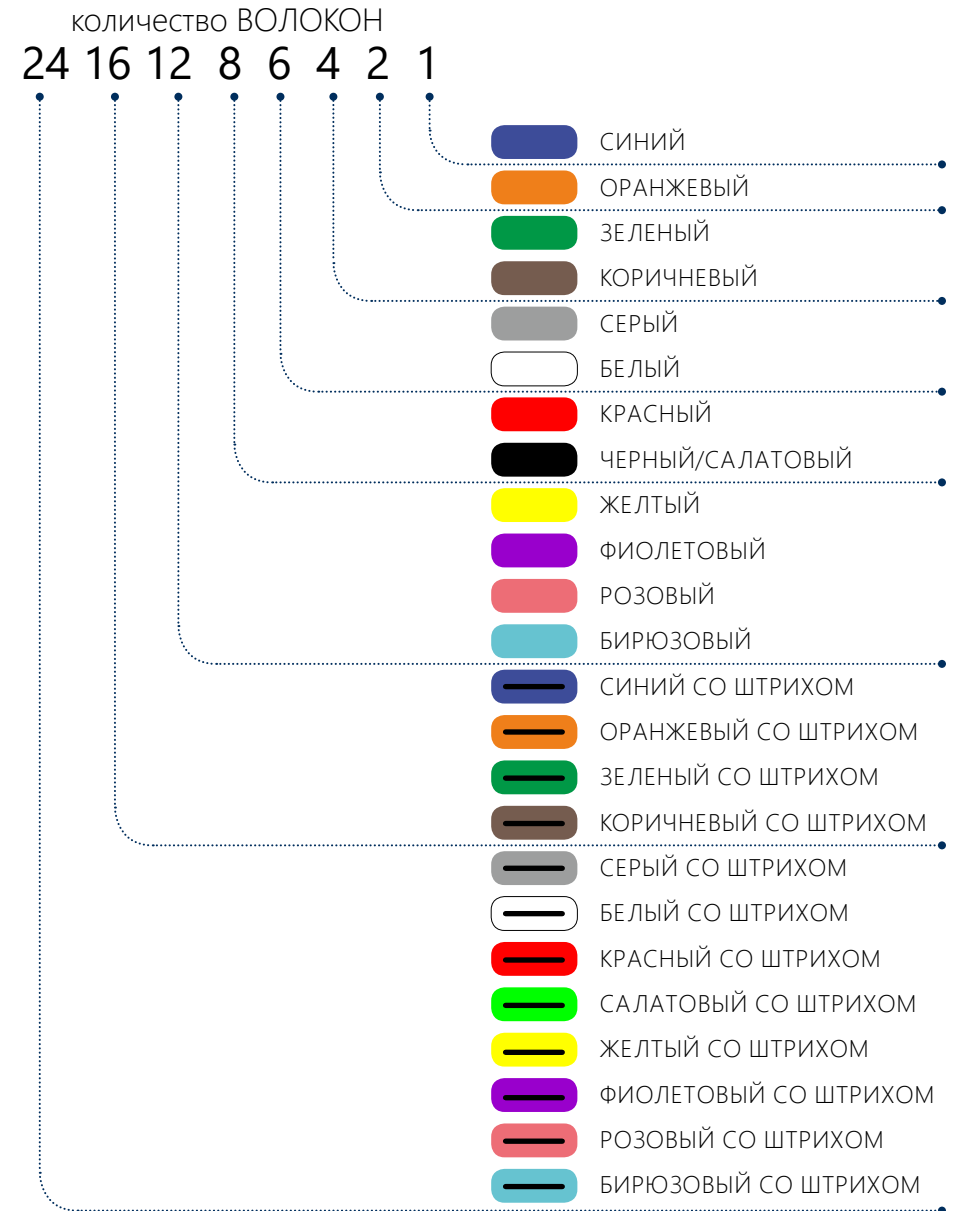 количество ВОЛОКОН
24 16 12 8 6 4 2 1
СИНИЙ
ОРАНЖЕВЫЙ
ЗЕЛЕНЫЙ
КОРИЧНЕВЫЙ
СЕРЫЙ
БЕЛЫЙ
КРАСНЫЙ
ЧЕРНЫЙ/САЛАТОВЫЙ
ЖЕЛТЫЙ
ФИОЛЕТОВЫЙ
РОЗОВЫЙ
БИРЮЗОВЫЙ
СИНИЙ СО ШТРИХОМ
ОРАНЖЕВЫЙ СО ШТРИХОМ
ЗЕЛЕНЫЙ СО ШТРИХОМ
КОРИЧНЕВЫЙ СО ШТРИХОМ
СЕРЫЙ СО ШТРИХОМ
БЕЛЫЙ СО ШТРИХОМ
КРАСНЫЙ СО ШТРИХОМ
САЛАТОВЫЙ СО ШТРИХОМ
ЖЕЛТЫЙ СО ШТРИХОМ
ФИОЛЕТОВЫЙ СО ШТРИХОМ
РОЗОВЫЙ СО ШТРИХОМ
БИРЮЗОВЫЙ СО ШТРИХОМ